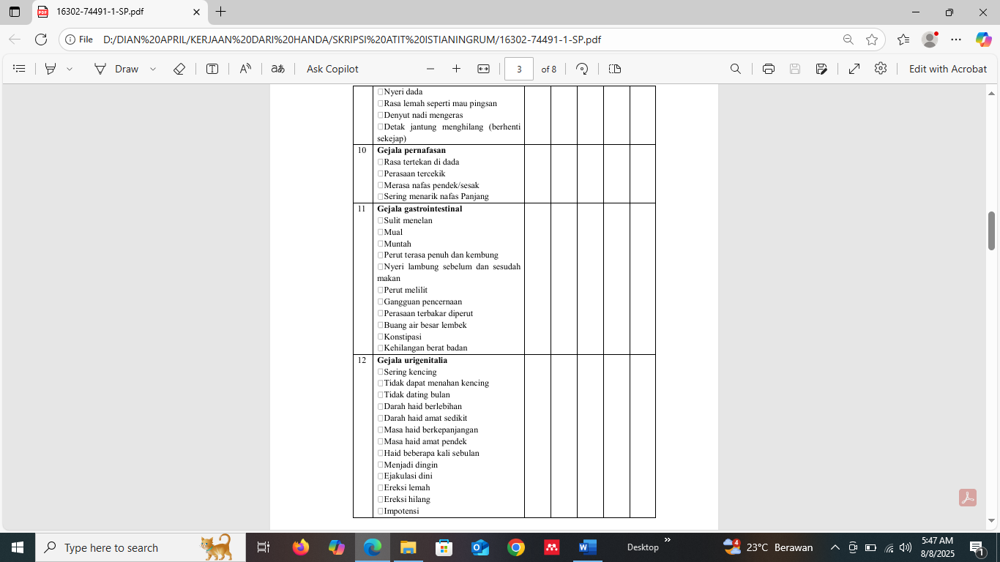 16302-74491-1-SP.pdf
File D:/DIAN%20APRIL/KERJAAN%20DARI%20HANDA/SKRIPSI%20ATIT%20ISTIANINGRUM/16302-74491-1-SP.pdf
Draw aあ Ask Copilot 3 of 8 Edit with Acrobat
Nyeri dada
Rasa lemah seperti mau pingsan
Denyut nadi mengeras
Detak jantung menghilang (berhenti
sekejap)
10 Gejala pernafasan
Rasa tertekan di dada
Perasaan tercekik
Merasa nafas pendek/sesak
Sering menarik nafas Panjang
11 Gejala gastrointestinal
Sulit menelan
Mual
Muntah
Perut terasa penuh dan kembung
Nyeri lambung sebelum dan sesudah
makan
Perut melilit
Gangguan pencernaan
Perasaan terbakar diperut
Buang air besar lembek
Konstipasi
Kehilangan berat badan
12 Gejala urigenitalia
Sering kencing
Tidak dapat menahan kencing
Tidak dating bulan
Darah haid berlebihan
Darah haid amat sedikit
Masa haid berkepanjangan
Masa haid amat pendek
Haid beberapa kali sebulan
Menjadi dingin
Ejakulasi dini
Ereksi lemah
Ereksi hilang
Impotensi
Type here to search
Desktop
4 23°C Berawan
5:47 AM
8/8/2025
1